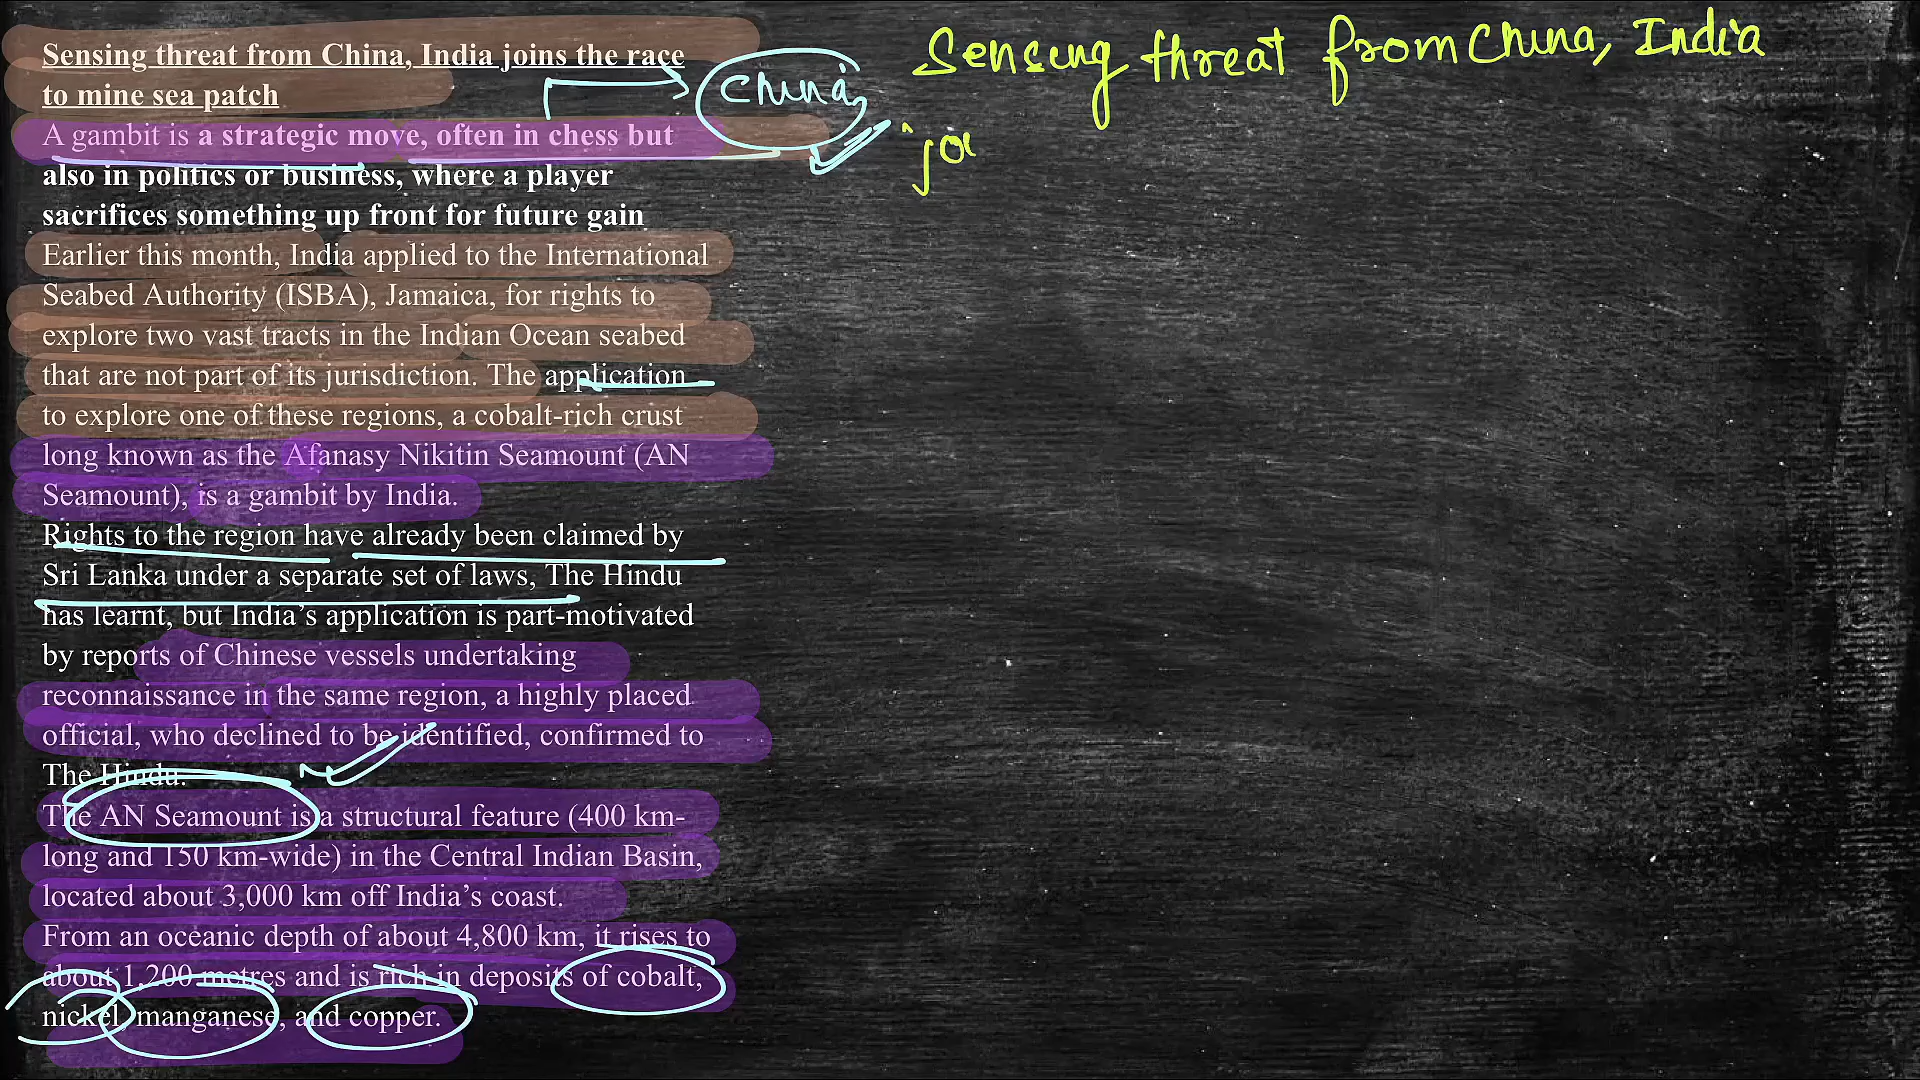 Sensing threat from China, India joins the race
to mine sea patch
A gambit is a strategic move, often in chess but
also in politics or business, where a player
sacrifices something up front for future gain
Earlier this month, India applied to the International
Seabed Authority (ISBA), Jamaica, for rights to
explore two vast tracts in the Indian Ocean seabed
that are not part of its jurisdiction. The application
to explore one of these regions, a cobalt-rich crust
long known as the Afanasy Nikitin Seamount (AN
Seamount), is a gambit by India.
Rights to the region have already been claimed by
Sri Lanka under a separate set of laws, The Hindu
has learnt, but India’s application is part-motivated
by reports of Chinese vessels undertaking
reconnaissance in the same region, a highly placed
official, who declined to be identified, confirmed to
The Hindu.
The AN Seamount is a structural feature (400 km-
long and 150 km-wide) in the Central Indian Basin,
located about 3,000 km off India’s coast.
From an oceanic depth of about 4,800 km, it rises to
about 1,200 metres and is rich in deposits of cobalt,
nickel, manganese, and copper.
China,
Sensing threat from China, India
joi